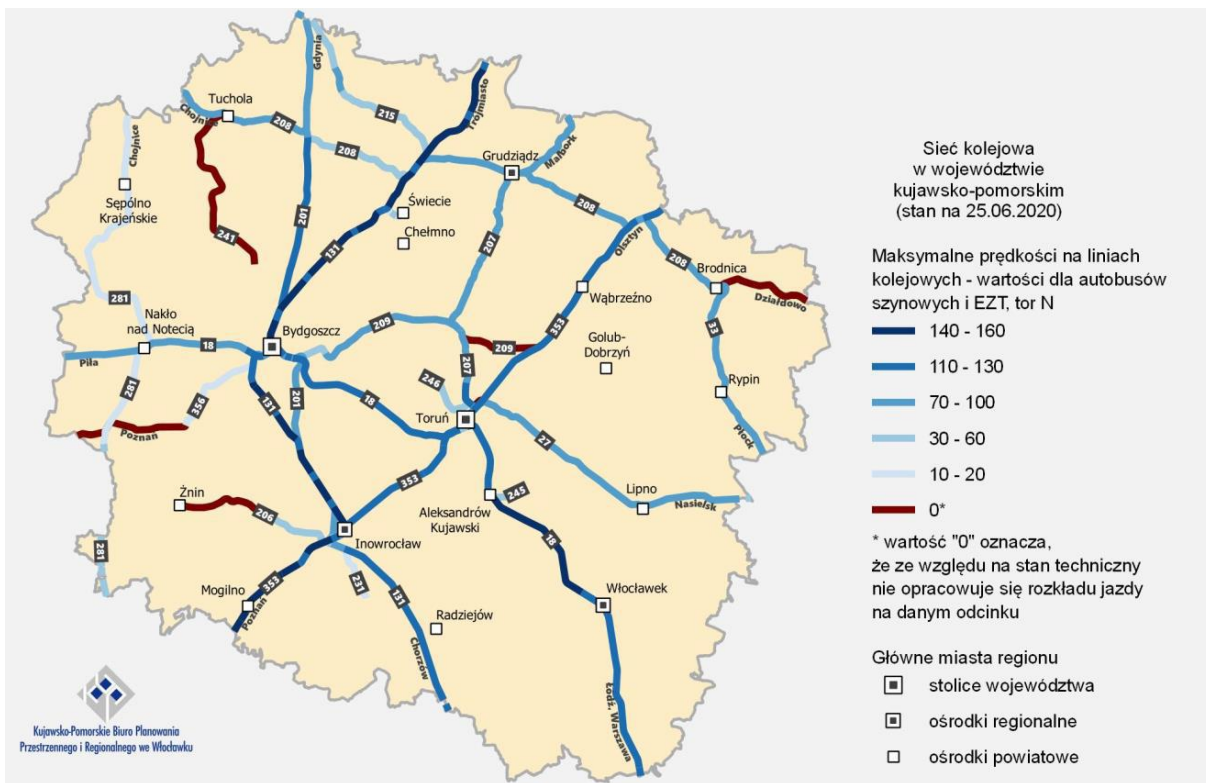 Gdynia
Trójmiasto
Chojnice
Tuchola
215
208
208
Chojnice
Grudziądz
Malbork
Sępólno
Krajeńskie
201
Świecie
Chełmno
208
241
131
207
Olsztyn
208
Brodnica
Działdowo
281
Wąbrzeźno
Nakło
nad Notecią
Bydgoszcz
209
353
Golub-
Dobrzyń
33
18
Piła
209
207
Rypin
281
356
131
201
18
246
Toruń
Płock
Poznań
27
Żnin
353
Lipno
Nasielsk
206
Aleksandrów
Kujawski
245
Inowrocław
18
281
Mogilno
353
231
Włocławek
Poznań
131
Radziejów
Chorzów
Łódź, Warszawa
Kujawsko-Pomorskie Biuro Planowania
Przestrzennego i Regionalnego we Włocławku
Sieć kolejowa
w województwie
kujawsko-pomorskim
(stan na 25.06.2020)
Maksymalne prędkości na liniach
kolejowych - wartości dla autobusów
szynowych i EZT, tor N
140 - 160
110 - 130
70 - 100
30 - 60
10 - 20
0*
* wartość "0" oznacza,
że ze względu na stan techniczny
nie opracowuje się rozkładu jazdy
na danym odcinku
Główne miasta regionu
stolice województwa
ośrodki regionalne
ośrodki powiatowe